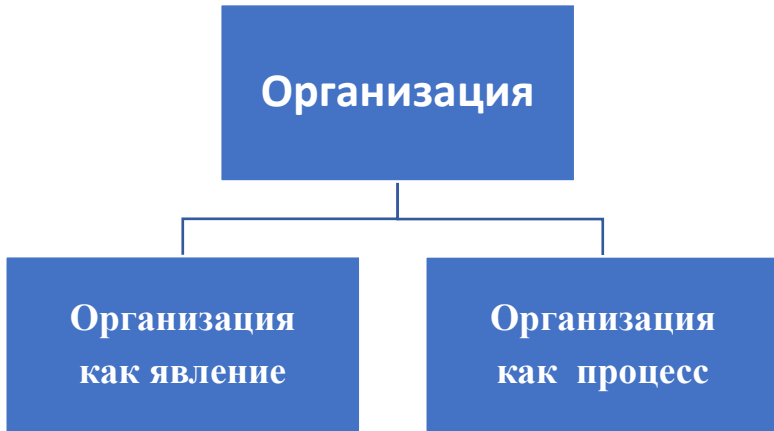 Организация
Организация
как явление
Организация
как процесс